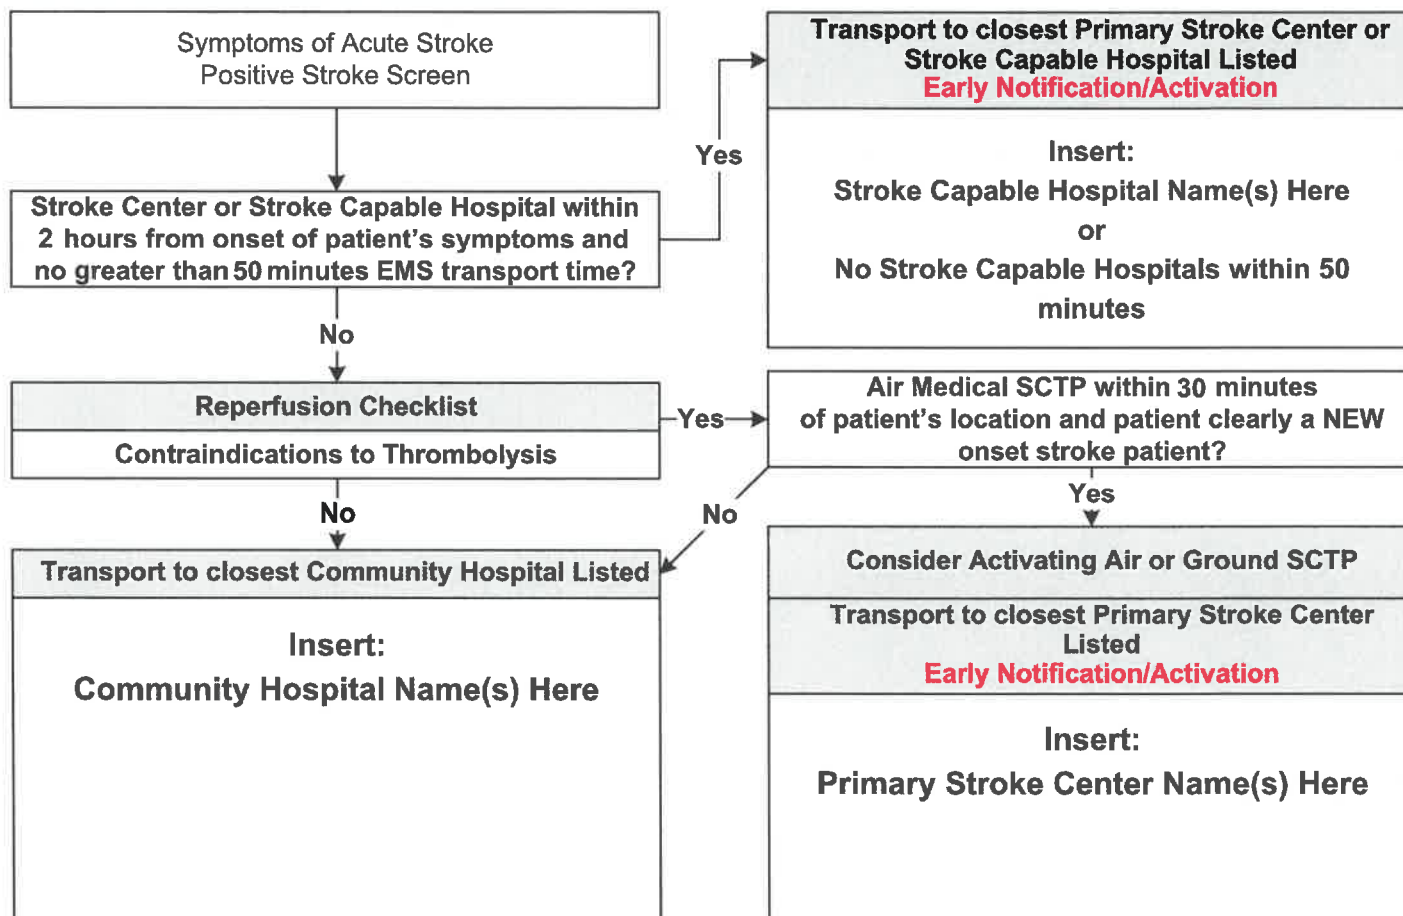 Symptoms of Acute Stroke
Positive Stroke Screen
Transport to closest Primary Stroke Center or
Stroke Capable Hospital Listed
Early Notification/Activation
Yes
Insert:
Stroke Capable Hospital Name(s) Here
or
No Stroke Capable Hospitals within 50
minutes
Stroke Center or Stroke Capable Hospital within
2 hours from onset of patient's symptoms and
no greater than 50 minutes EMS transport time?
No
Reperfusion Checklist
Contraindications to Thrombolysis
Yes
Air Medical SCTP within 30 minutes
of patient's location and patient clearly a NEW
onset stroke patient?
No
No
Yes
Transport to closest Community Hospital Listed
Insert:
Community Hospital Name(s) Here
Consider Activating Air or Ground SCTP
Transport to closest Primary Stroke Center
Listed
Early Notification/Activation
Insert:
Primary Stroke Center Name(s) Here